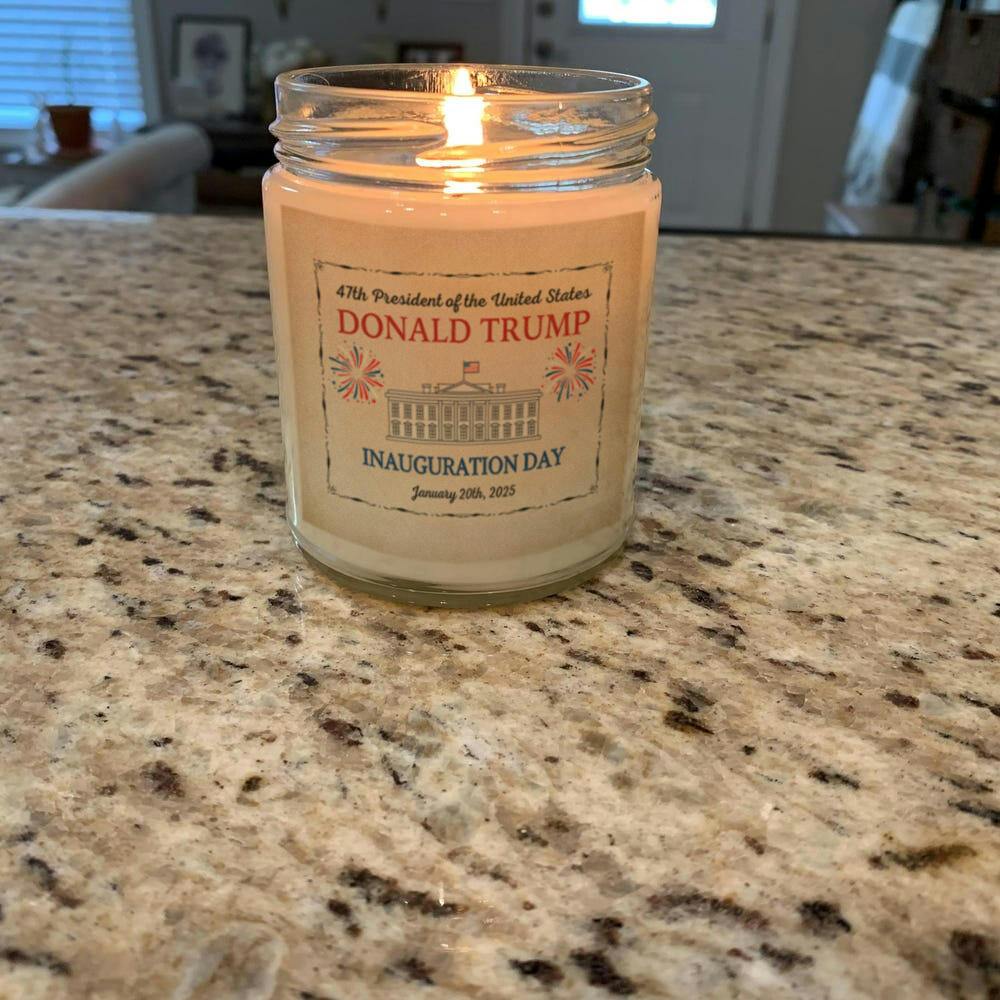 47th President of the United States
DONALD TRUMP
INAUGURATION DAY
January 20th, 2025